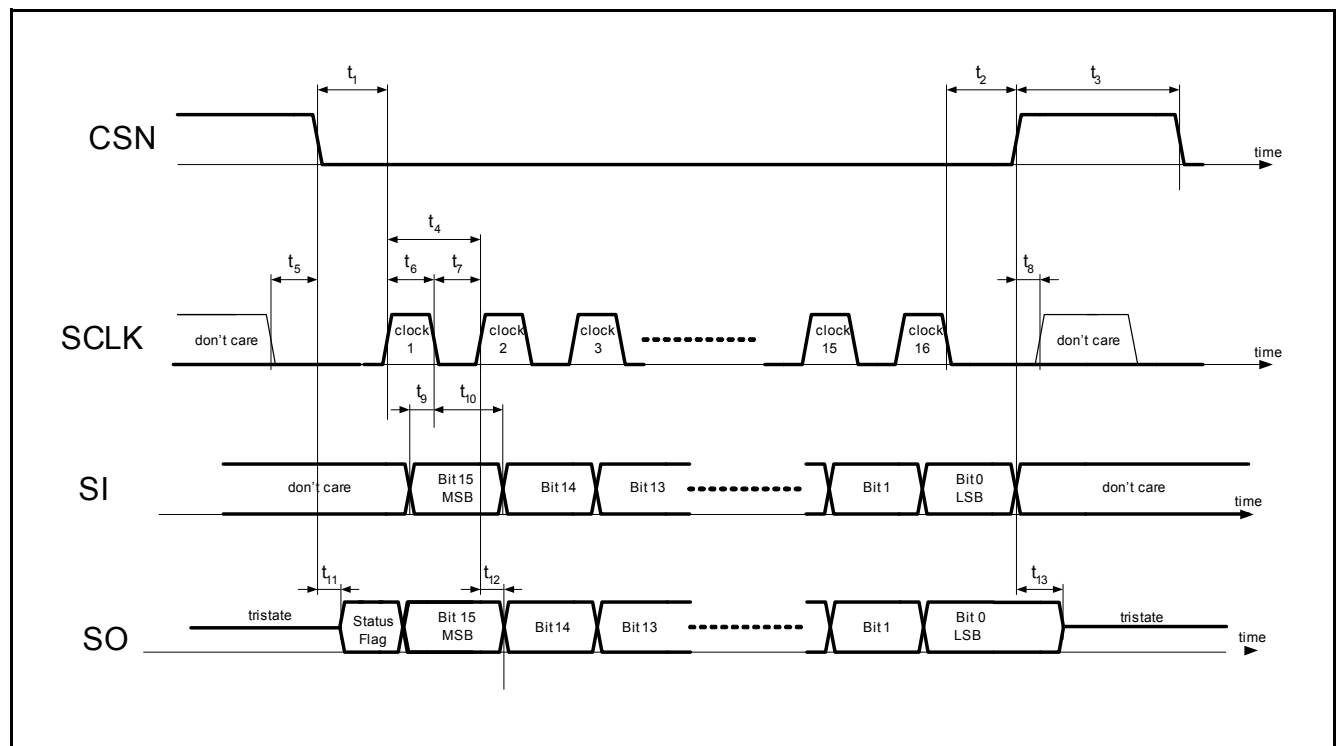 t1 t2 t3
CSN
time
t4
t5 t6 t7 t8
SCLK
don't care clock 1 clock 2 clock 3 clock 15 clock 16 don't care
time
t9 t10
SI
don't care Bit 15 MSB Bit 14 Bit 13 Bit 1 Bit 0 LSB don't care
time
t11 t12 t13
SO
tristate Status Flag Bit 15 MSB Bit 14 Bit 13 Bit 1 Bit 0 LSB tristate
time